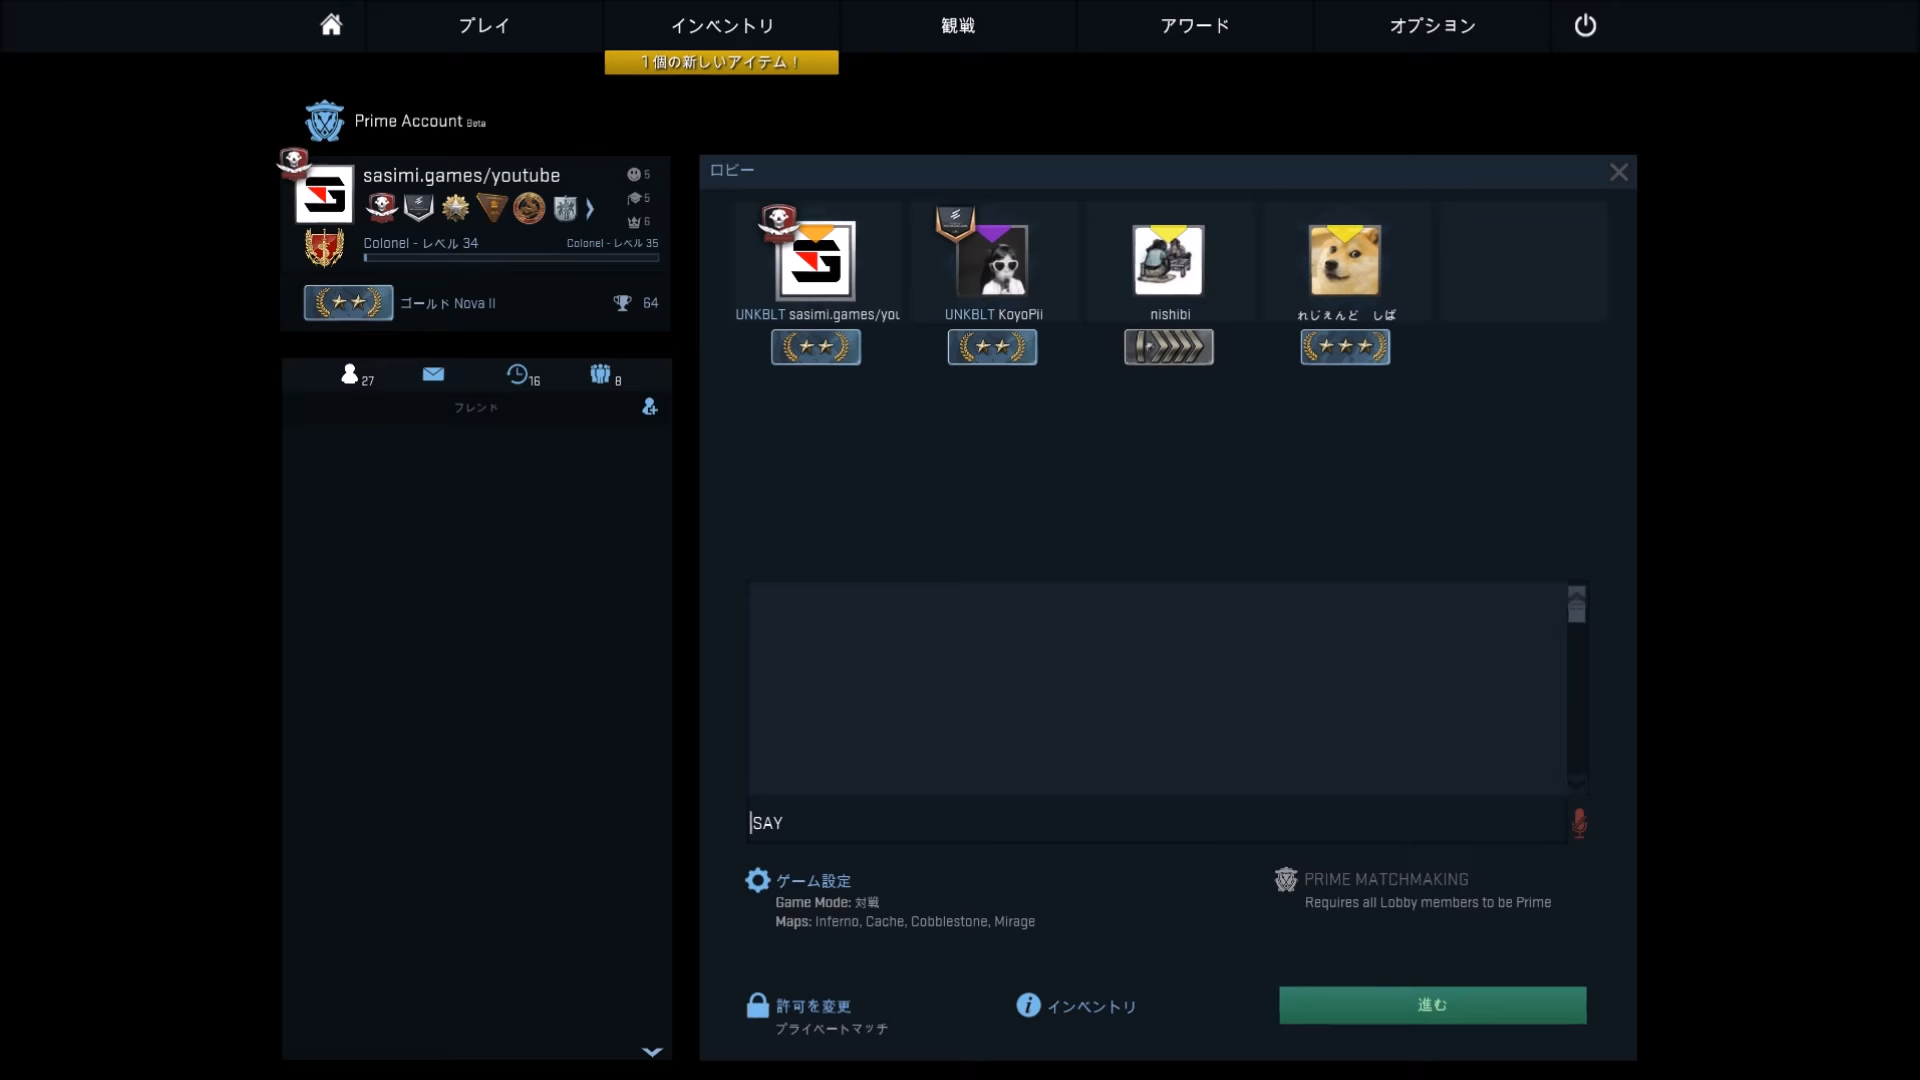 プレイ
インベントリ
観戦
アワード
オプション
1 個の新しいアイテム！
Prime Account Beta
sasimi.games/youtube
5
5
6
Colonel - レベル 34
Colonel - レベル 35
ゴールド Nova II
64
27
16
8
フレンド
ロビー
UNKBLT sasimi.games/you
UNKBLT KoyoPii
nishibi
れじぇんど　しば
SAY
ゲーム設定
Game Mode: 対戦
Maps: Inferno, Cache, Cobblestone, Mirage
PRIME MATCHMAKING
Requires all Lobby members to be Prime
許可を変更
プライベートマッチ
インベントリ
進む